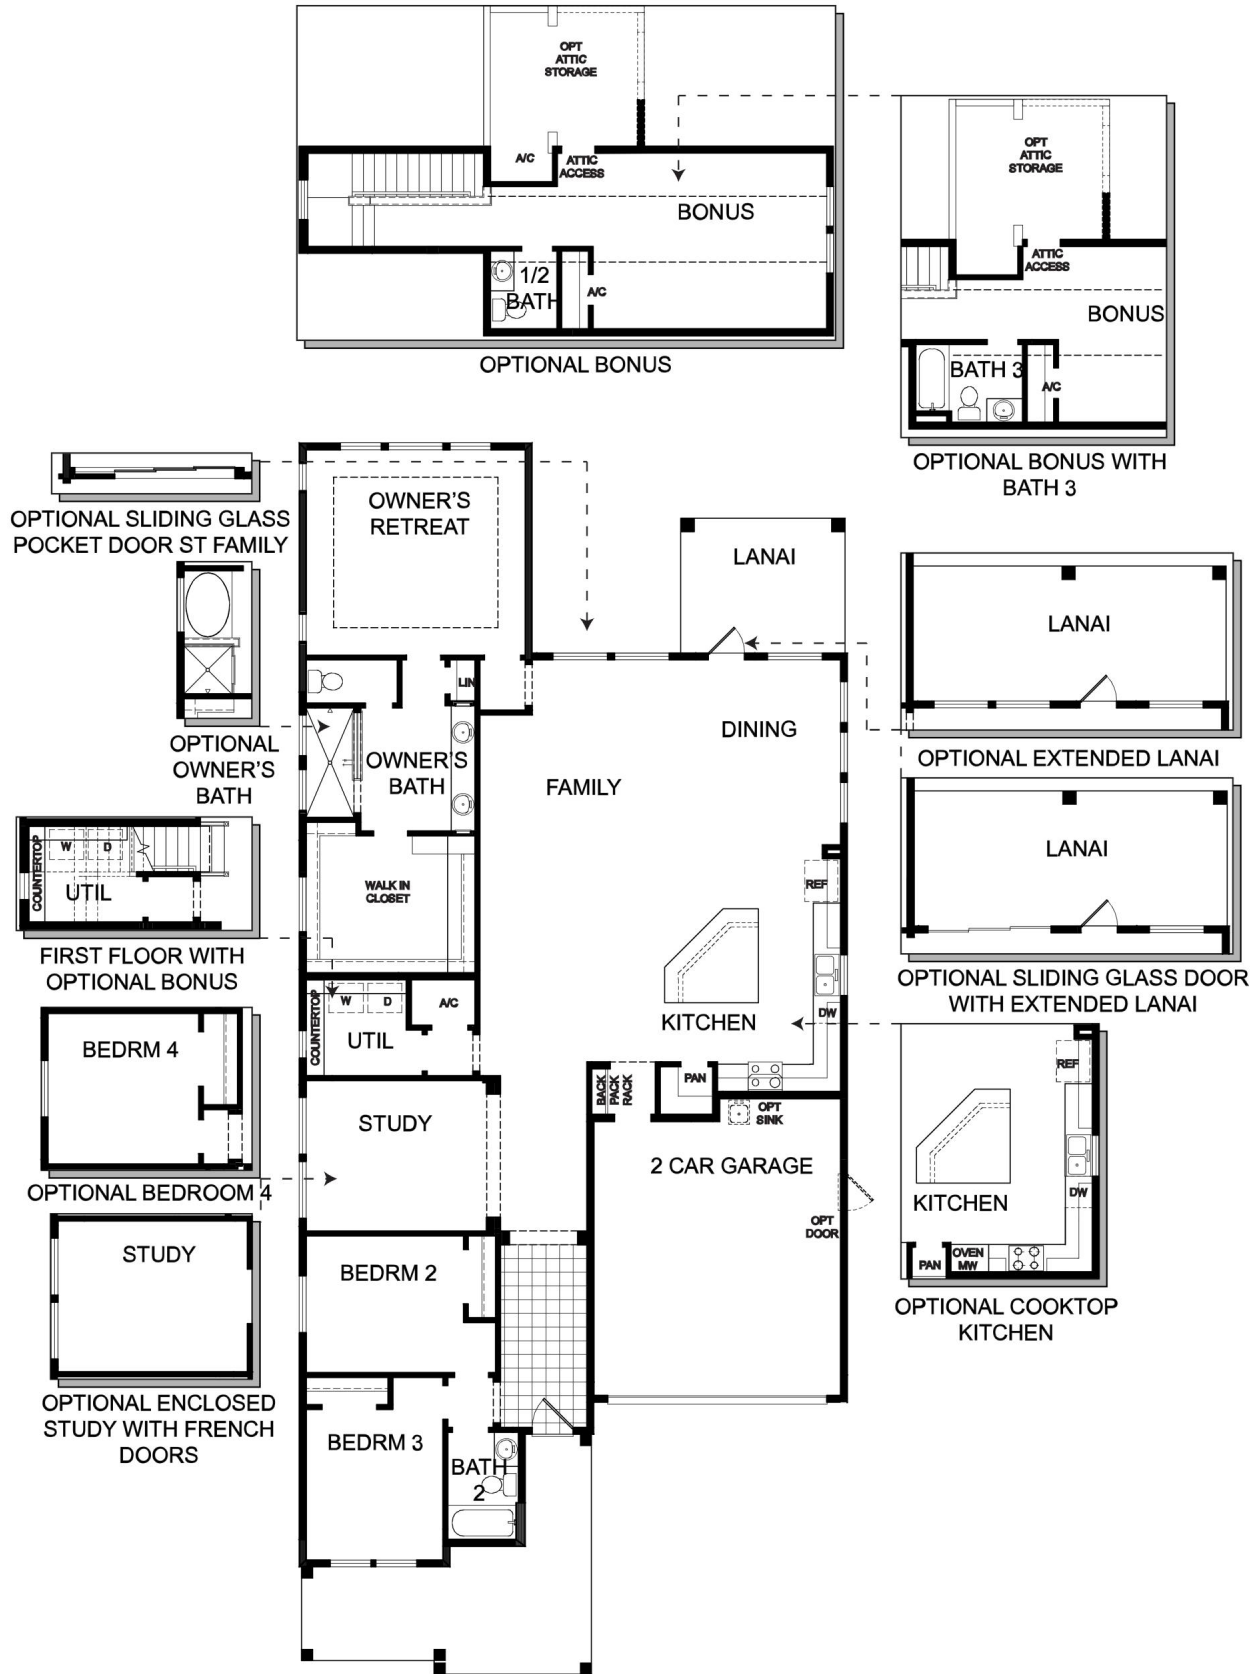 OPT
ATTIC
STORAGE
A/C
ATTIC
ACCESS
BONUS
1/2
BATH
A/C
OPTIONAL BONUS
OPT
ATTIC
STORAGE
ATTIC
ACCESS
BONUS
BATH 3
A/C
OPTIONAL BONUS WITH
BATH 3
OPTIONAL SLIDING GLASS
POCKET DOOR ST FAMILY
OPTIONAL
OWNER'S
BATH
COUNTERTOP
W
D
UTIL
FIRST FLOOR WITH
OPTIONAL BONUS
BEDRM 4
OPTIONAL BEDROOM 4
STUDY
OPTIONAL ENCLOSED
STUDY WITH FRENCH
DOORS
OWNER'S
RETREAT
LANAI
LIN
OWNER'S
BATH
DINING
FAMILY
WALK IN
CLOSET
REF
KITCHEN
DW
COUNTERTOP
W
D
A/C
UTIL
BACK
PACK
RACK
PAN
STUDY
OPT
SINK
2 CAR GARAGE
OPT
DOOR
BEDRM 2
BEDRM 3
BATH
2
LANAI
OPTIONAL EXTENDED LANAI
LANAI
OPTIONAL SLIDING GLASS DOOR
WITH EXTENDED LANAI
REF
KITCHEN
DW
PAN
OVEN
MW
OPTIONAL COOKTOP
KITCHEN